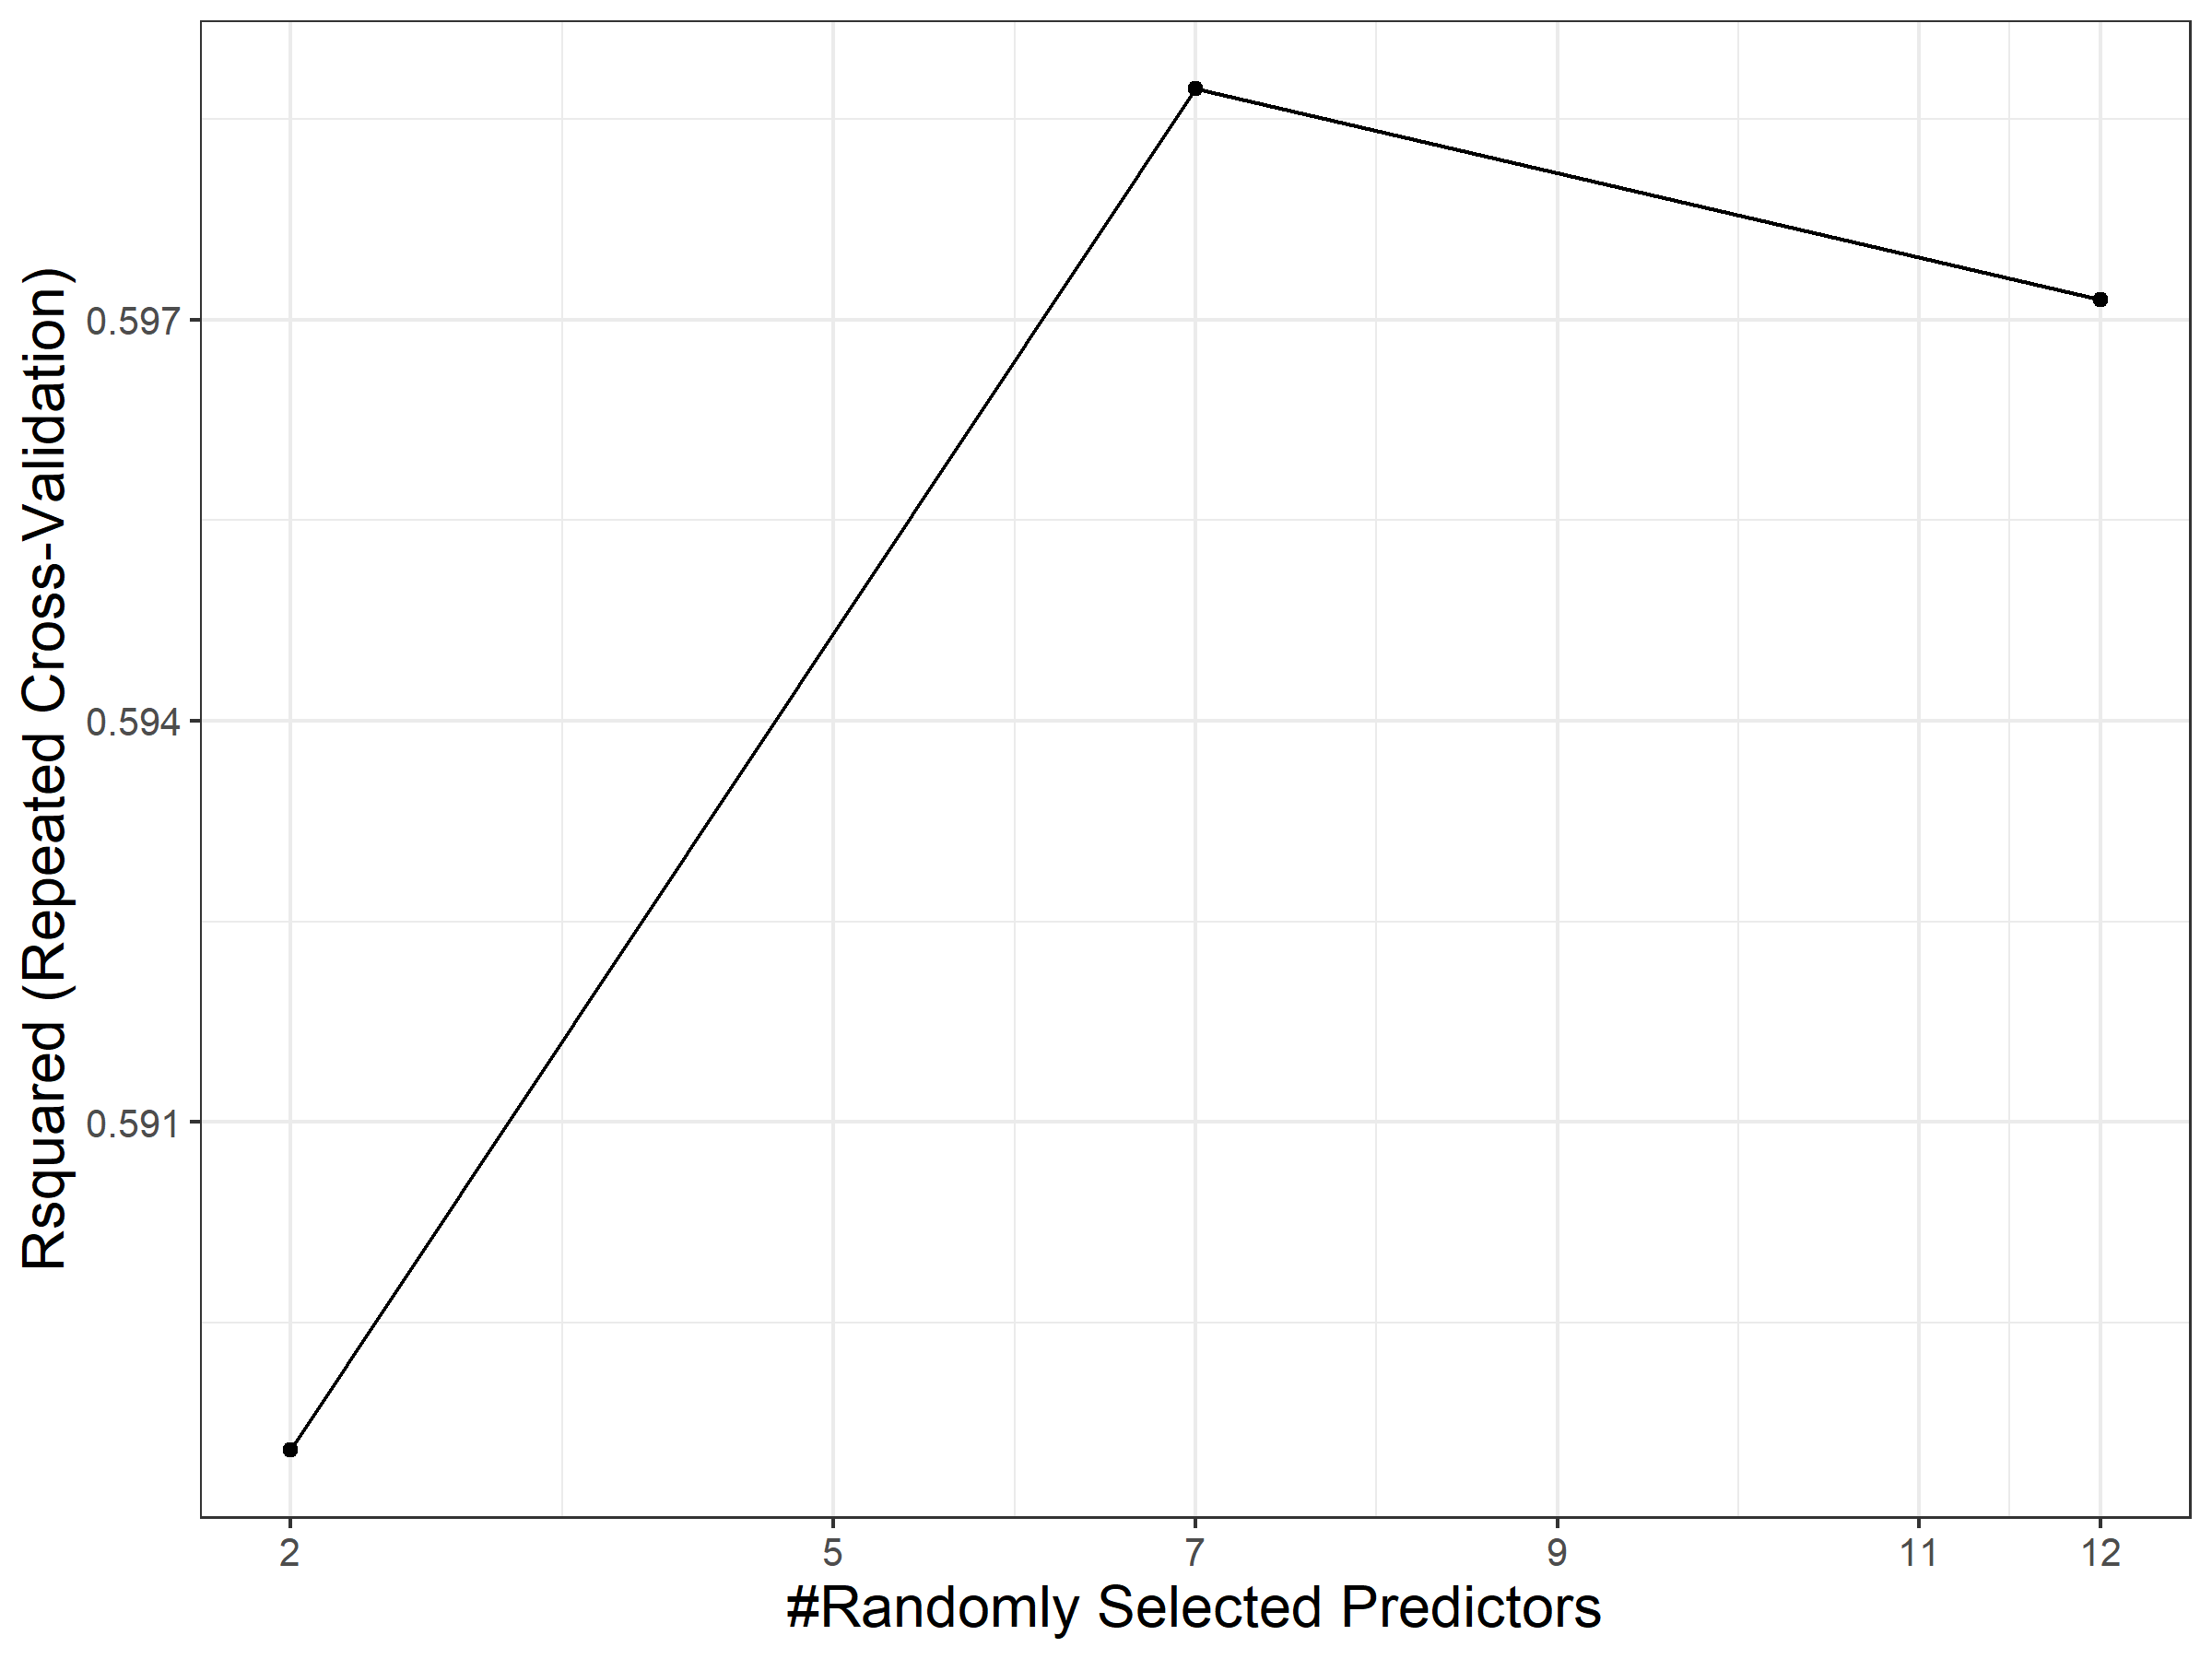 Rsquared (Repeated Cross-Validation)
0.597
0.594
0.591
2 5 7 9 11 12
#Randomly Selected Predictors